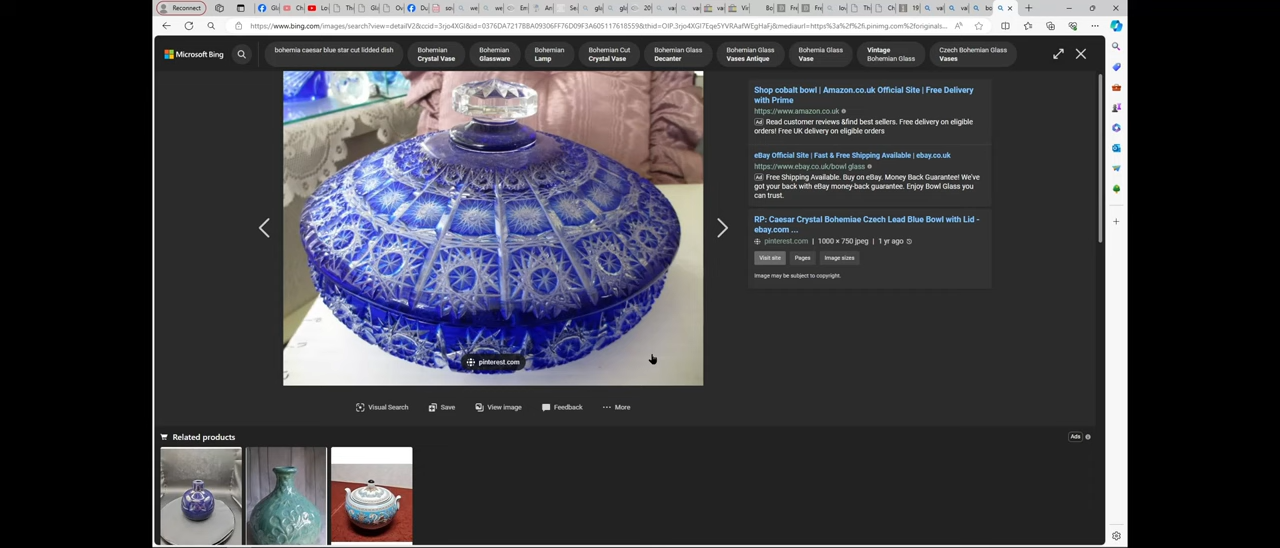 Reconnect
https://www.bing.com/images/search?view=detailV2&ccid=3rjo4XGI&id=0376DA7217BBA09306FF76D09F3A605117618559&thid=OIP.3rjo4XGI7Eqe5YVRAafWEgHaFj&mediaurl=https%3a%2f%2fi.pinimg.com%2foriginals...
Microsoft Bing
bohemia caesar blue star cut lidded dish
Bohemian
Crystal Vase
Bohemian
Glassware
Bohemian
Lamp
Bohemian Cut
Crystal Vase
Bohemian Glass
Decanter
Bohemian Glass
Vases Antique
Bohemia Glass
Vase
Vintage
Bohemian Glass
Czech Bohemian Glass
Vases
pinterest.com
Visual Search
Save
View image
Feedback
More
Shop cobalt bowl | Amazon.co.uk Official Site | Free Delivery
with Prime
https://www.amazon.co.uk
Ad Read customer reviews &find best sellers. Free delivery on eligible
orders! Free UK delivery on eligible orders
eBay Official Site | Fast & Free Shipping Available | ebay.co.uk
https://www.ebay.co.uk/bowl glass
Ad Free Shipping Available. Buy on eBay. Money Back Guarantee! We've
got your back with eBay money-back guarantee. Enjoy Bowl Glass you
can trust.
RP: Caesar Crystal Bohemiae Czech Lead Blue Bowl with Lid -
ebay.com ...
pinterest.com | 1000 × 750 jpeg | 1 yr ago
Visit site
Pages
Image sizes
Image may be subject to copyright.
Related products
Ads